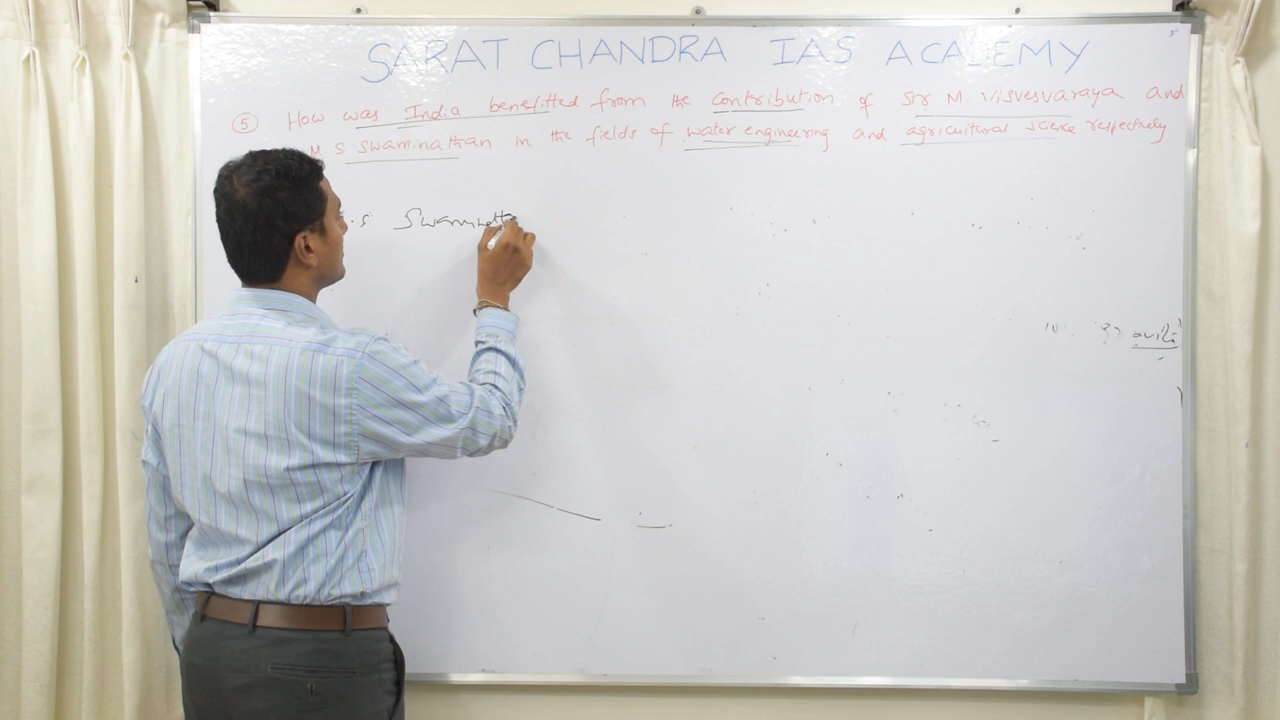 SARAT CHANDRA IAS ACADEMY
⑤ How was India benefitted from the contribution of Sir M Visvesvaraya and
M S Swaminathan in the fields of water engineering and agricultural science respectively
.S Swaminath